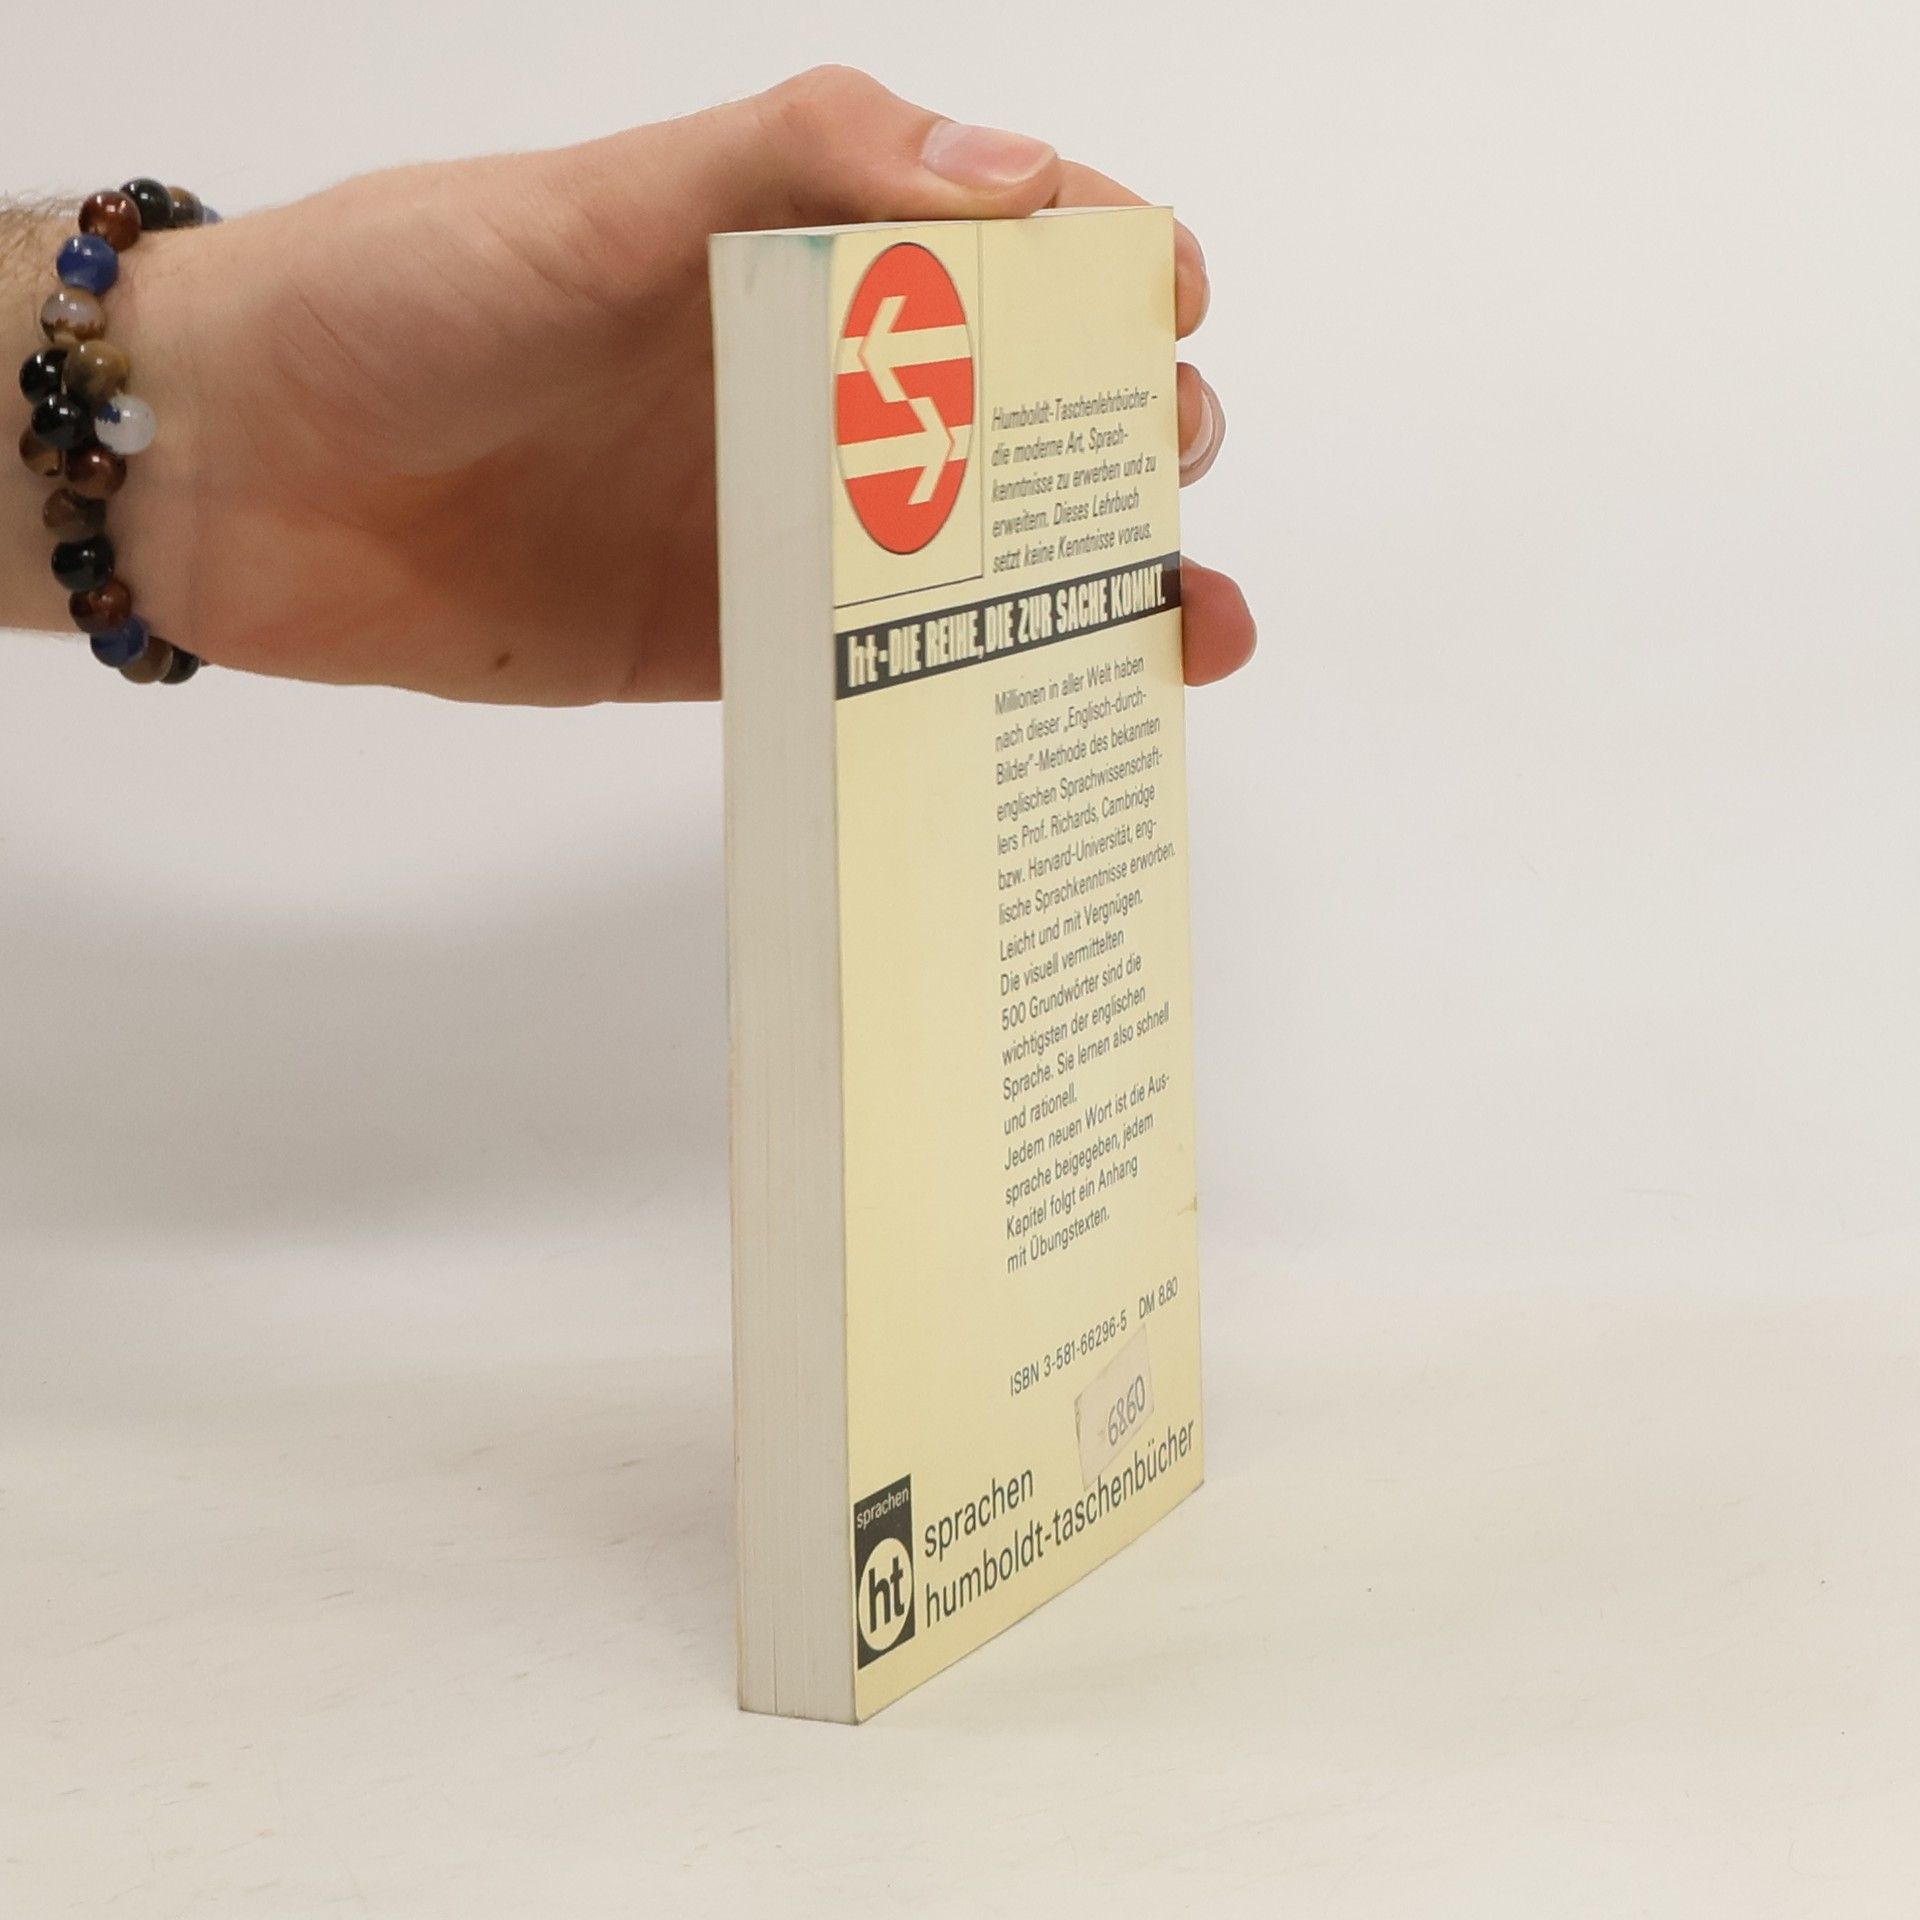 Humboldt-Taschenlehrbücher –
die moderne Art, Sprach-
kenntnisse zu erwerben und zu
erweitern. Dieses Lehrbuch
setzt keine Kenntnisse voraus.
ht-DIE REIHE, DIE ZUR SACHE KOMMT.
Millionen in aller Welt haben
nach dieser „Englisch-durch-
Bilder"-Methode des bekannten
englischen Sprachwissenschaft-
lers Prof. Richards, Cambridge
bzw. Harvard-Universität, eng-
lische Sprachkenntnisse erworben.
Leicht und mit Vergnügen.
Die visuell vermittelten
500 Grundwörter sind die
wichtigsten der englischen
Sprache. Sie lernen also schnell
und rationell.
Jedem neuen Wort ist die Aus-
sprache beigegeben, jedem
Kapitel folgt ein Anhang
mit Übungstexten.
ISBN 3-581-66296-5 DM 8.80
6860
sprachen
ht
sprachen
humboldt-taschenbücher